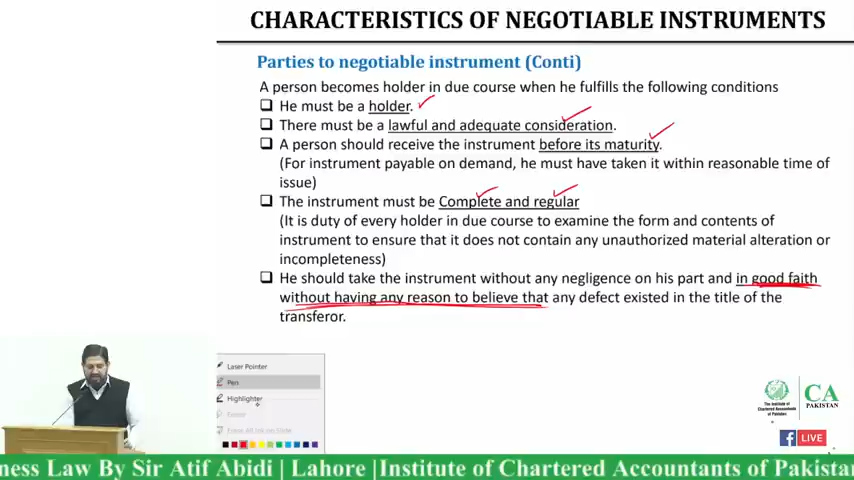 CHARACTERISTICS OF NEGOTIABLE INSTRUMENTS
Parties to negotiable instrument (Conti)
A person becomes holder in due course when he fulfills the following conditions
❑ He must be a holder.
❑ There must be a lawful and adequate consideration.
❑ A person should receive the instrument before its maturity.
(For instrument payable on demand, he must have taken it within reasonable time of
issue)
❑ The instrument must be Complete and regular
(It is duty of every holder in due course to examine the form and contents of
instrument to ensure that it does not contain any unauthorized material alteration or
incompleteness)
❑ He should take the instrument without any negligence on his part and in good faith
without having any reason to believe that any defect existed in the title of the
transferor.
Laser Pointer
Pen
Highlighter
Eraser
Erase All Ink on Slide
The Institute of
Chartered Accountants
of Pakistan
CA
PAKISTAN
LIVE
ness Law By Sir Atif Abidi | Lahore |Institute of Chartered Accountants of Pakista